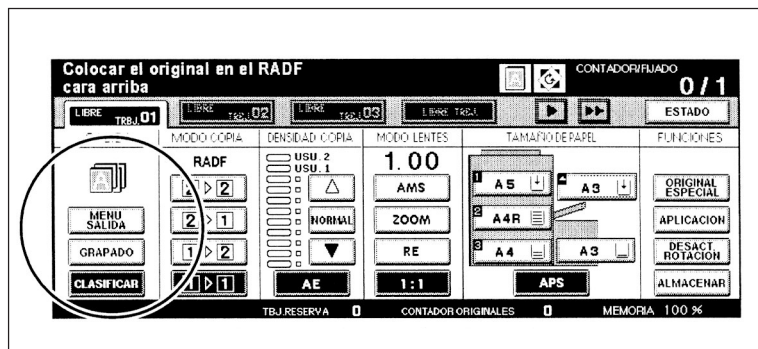 Colocar el original en el RADF
cara arriba
CONTADOR/FIJADO
0/1
LIBRE TRBJ. 01
LIBRE TRBJ. 02
LIBRE TRBJ. 03
LIBRE TRBJ.
ESTADO
MODO COPIA
DENSIDAD COPIA
MODO LENTES
TAMAÑO DE PAPEL
FUNCIONES
RADF
2 ▷ 2
2 ▷ 1
1 ▷ 2
1 ▷ 1
USU. 2
USU. 1
NORMAL
AE
1.00
AMS
ZOOM
RE
1:1
1 A5
4 A3
2 A4R
3 A4
A3
APS
MENU
SALIDA
GRAPADO
CLASIFICAR
ORIGINAL
ESPECIAL
APLICACION
DESACT.
ROTACION
ALMACENAR
TBJ.RESERVA 0
CONTADOR ORIGINALES 0
MEMORIA 100 %